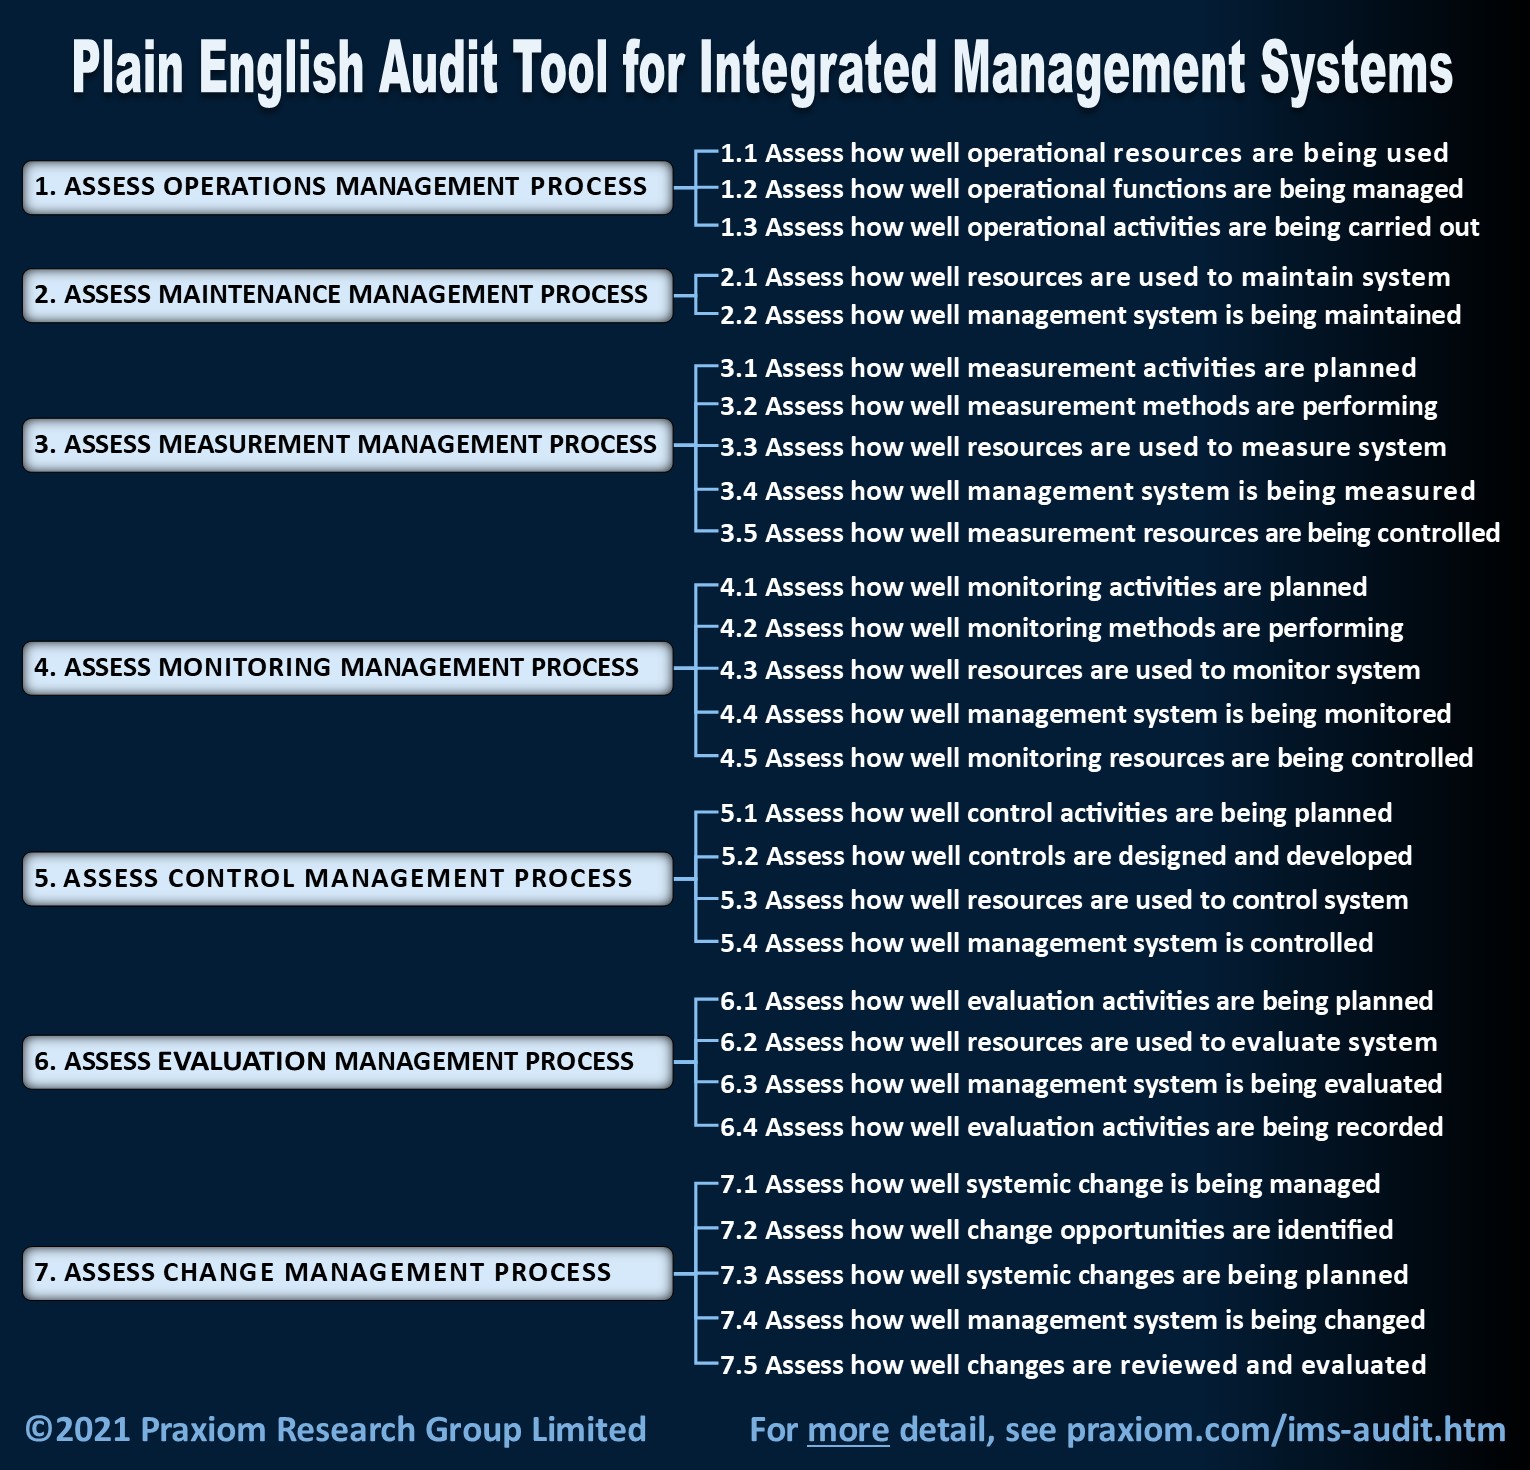 Plain English Audit Tool for Integrated Management Systems
1. ASSESS OPERATIONS MANAGEMENT PROCESS
1.1 Assess how well operational resources are being used
1.2 Assess how well operational functions are being managed
1.3 Assess how well operational activities are being carried out
2. ASSESS MAINTENANCE MANAGEMENT PROCESS
2.1 Assess how well resources are used to maintain system
2.2 Assess how well management system is being maintained
3. ASSESS MEASUREMENT MANAGEMENT PROCESS
3.1 Assess how well measurement activities are planned
3.2 Assess how well measurement methods are performing
3.3 Assess how well resources are used to measure system
3.4 Assess how well management system is being measured
3.5 Assess how well measurement resources are being controlled
4. ASSESS MONITORING MANAGEMENT PROCESS
4.1 Assess how well monitoring activities are planned
4.2 Assess how well monitoring methods are performing
4.3 Assess how well resources are used to monitor system
4.4 Assess how well management system is being monitored
4.5 Assess how well monitoring resources are being controlled
5. ASSESS CONTROL MANAGEMENT PROCESS
5.1 Assess how well control activities are being planned
5.2 Assess how well controls are designed and developed
5.3 Assess how well resources are used to control system
5.4 Assess how well management system is controlled
6. ASSESS EVALUATION MANAGEMENT PROCESS
6.1 Assess how well evaluation activities are being planned
6.2 Assess how well resources are used to evaluate system
6.3 Assess how well management system is being evaluated
6.4 Assess how well evaluation activities are being recorded
7. ASSESS CHANGE MANAGEMENT PROCESS
7.1 Assess how well systemic change is being managed
7.2 Assess how well change opportunities are identified
7.3 Assess how well systemic changes are being planned
7.4 Assess how well management system is being changed
7.5 Assess how well changes are reviewed and evaluated
©2021 Praxiom Research Group Limited
For more detail, see praxiom.com/ims-audit.htm